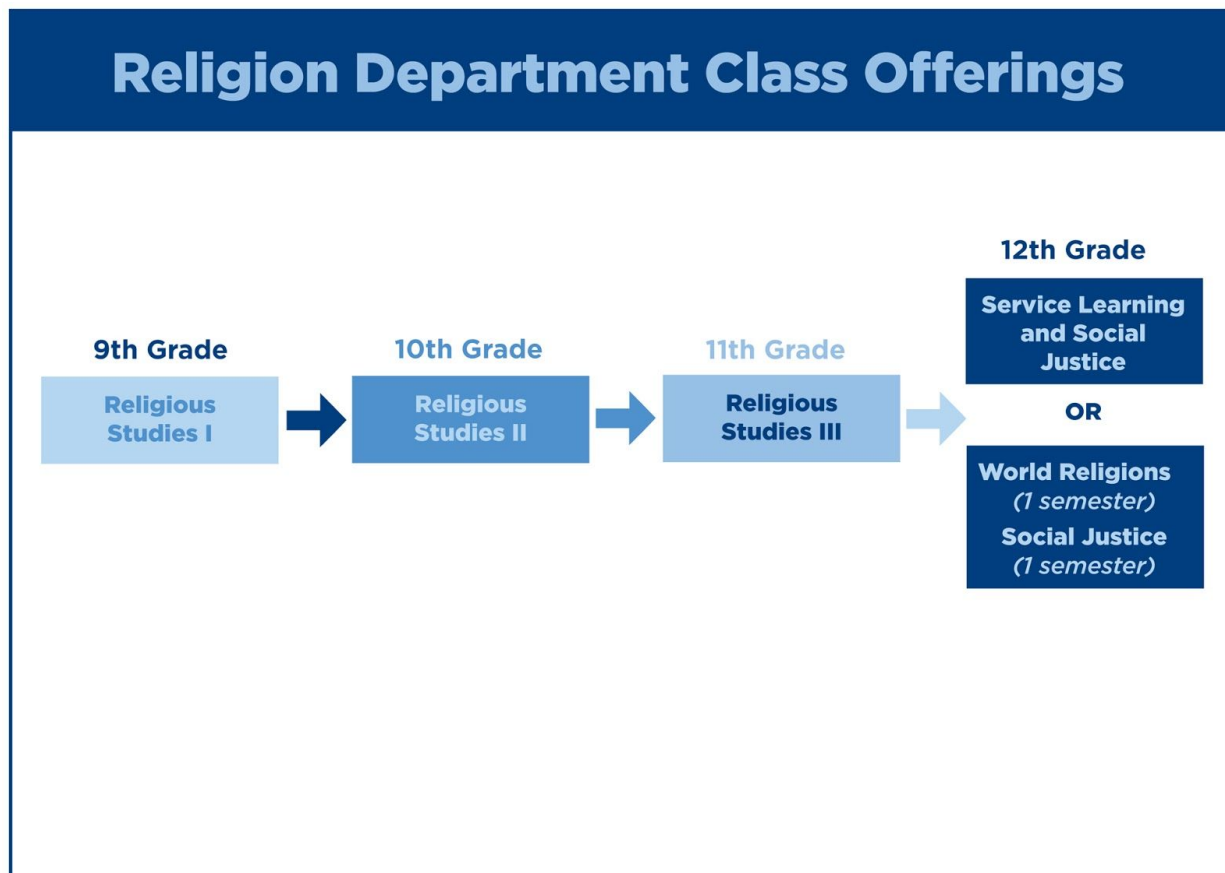 Religion Department Class Offerings
9th Grade
Religious
Studies I
10th Grade
Religious
Studies II
11th Grade
Religious
Studies III
12th Grade
Service Learning
and Social
Justice
OR
World Religions
(1 semester)
Social Justice
(1 semester)